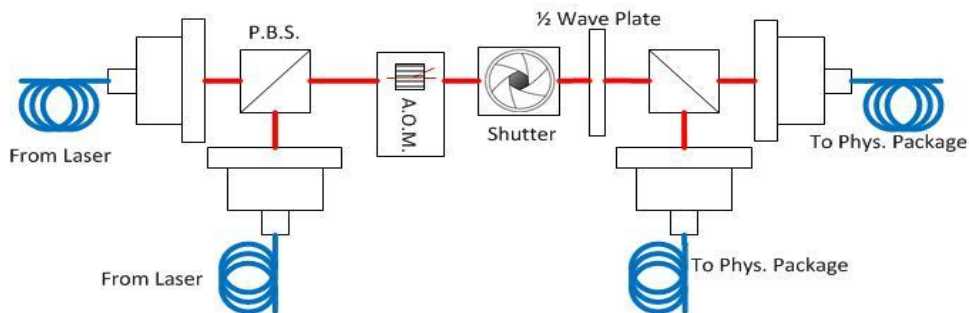 ½ Wave Plate
P.B.S.
A.O.M.
Shutter
From Laser
To Phys. Package
From Laser
To Phys. Package